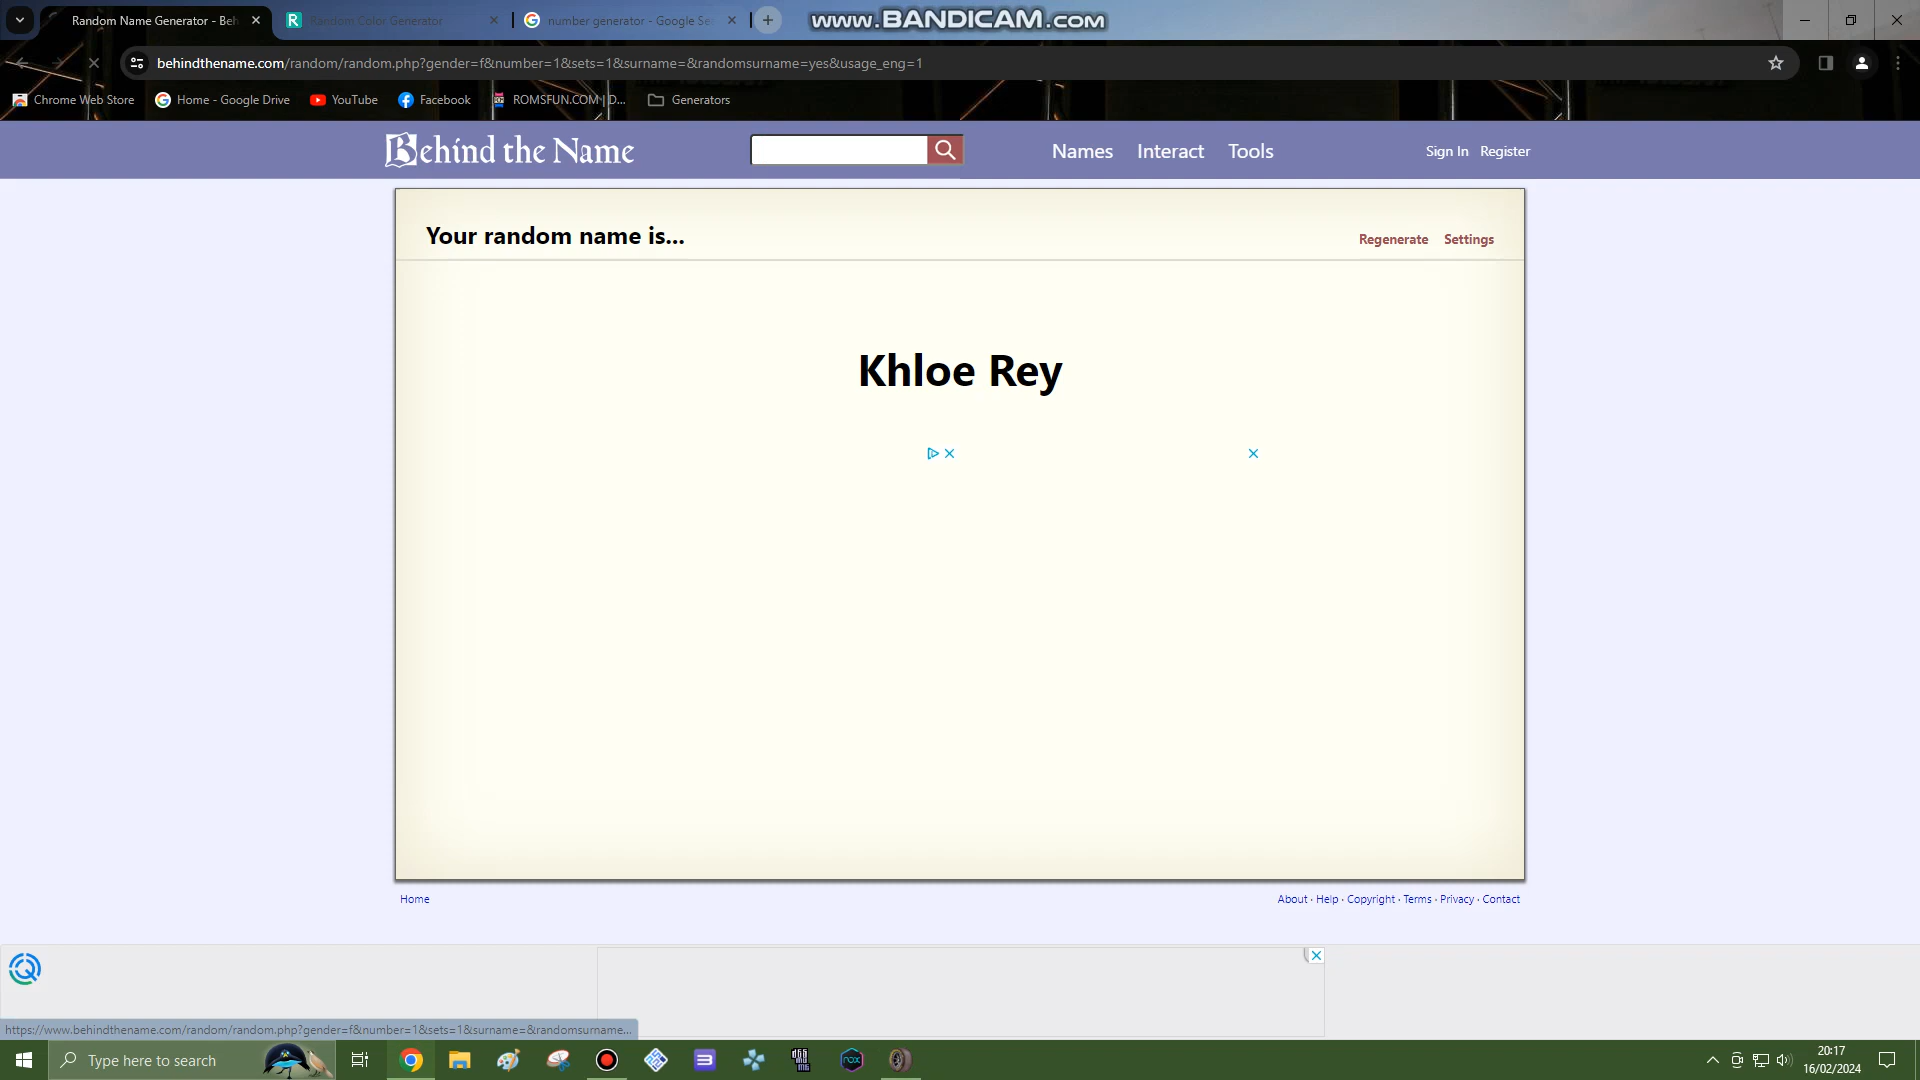 Random Name Generator - Beh
Random Color Generator
number generator - Google Se
www.BANDICAM.com
behindthename.com/random/random.php?gender=f&number=1&sets=1&surname=&randomsurname=yes&usage_eng=1
Chrome Web Store
Home - Google Drive
YouTube
Facebook
ROMSFUN.COM | D...
Generators
Behind the Name
Names
Interact
Tools
Sign In
Register
Your random name is...
Regenerate
Settings
Khloe Rey
Home
About · Help · Copyright · Terms · Privacy · Contact
https://www.behindthename.com/random/random.php?gender=f&number=1&sets=1&surname=&randomsurname...
Type here to search
nox
20:17
16/02/2024